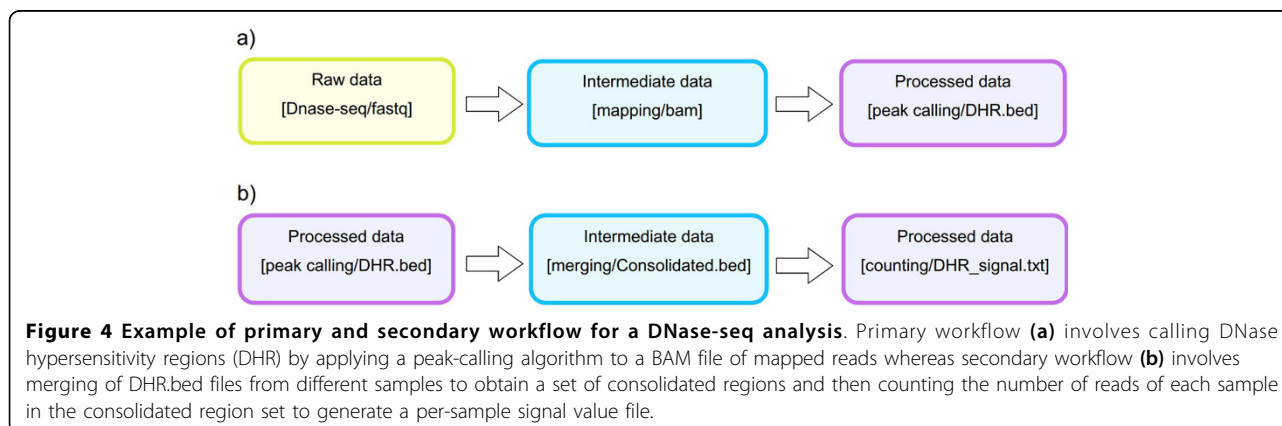 a)
Raw data
[Dnase-seq/fastq]
Intermediate data
[mapping/bam]
Processed data
[peak calling/DHR.bed]
b)
Processed data
[peak calling/DHR.bed]
Intermediate data
[merging/Consolidated.bed]
Processed data
[counting/DHR_signal.txt]
Figure 4 Example of primary and secondary workflow for a DNase-seq analysis. Primary workflow (a) involves calling DNase
hypersensitivity regions (DHR) by applying a peak-calling algorithm to a BAM file of mapped reads whereas secondary workflow (b) involves
merging of DHR.bed files from different samples to obtain a set of consolidated regions and then counting the number of reads of each sample
in the consolidated region set to generate a per-sample signal value file.